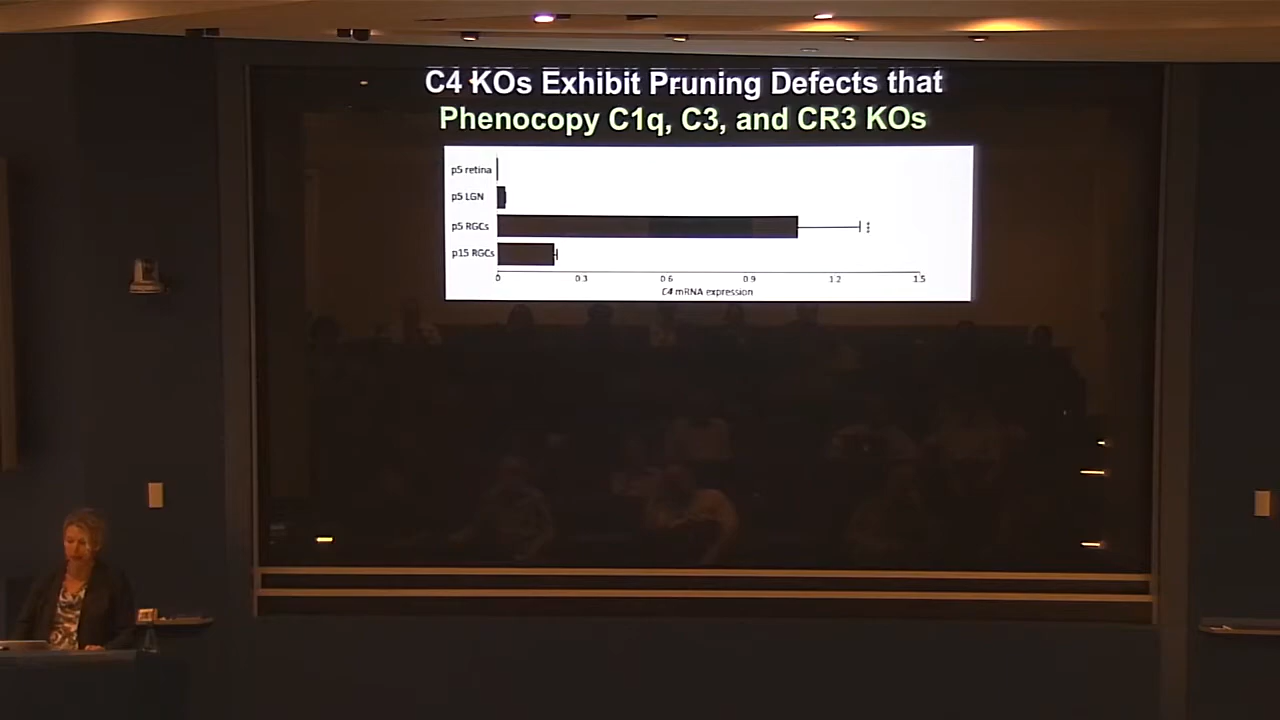 C4 KOs Exhibit Pruning Defects that
Phenocopy C1q, C3, and CR3 KOs
p5 retina
p5 LGN
p5 RGCs
p15 RGCs
0 0.3 0.6 0.9 1.2 1.5
C4 mRNA expression